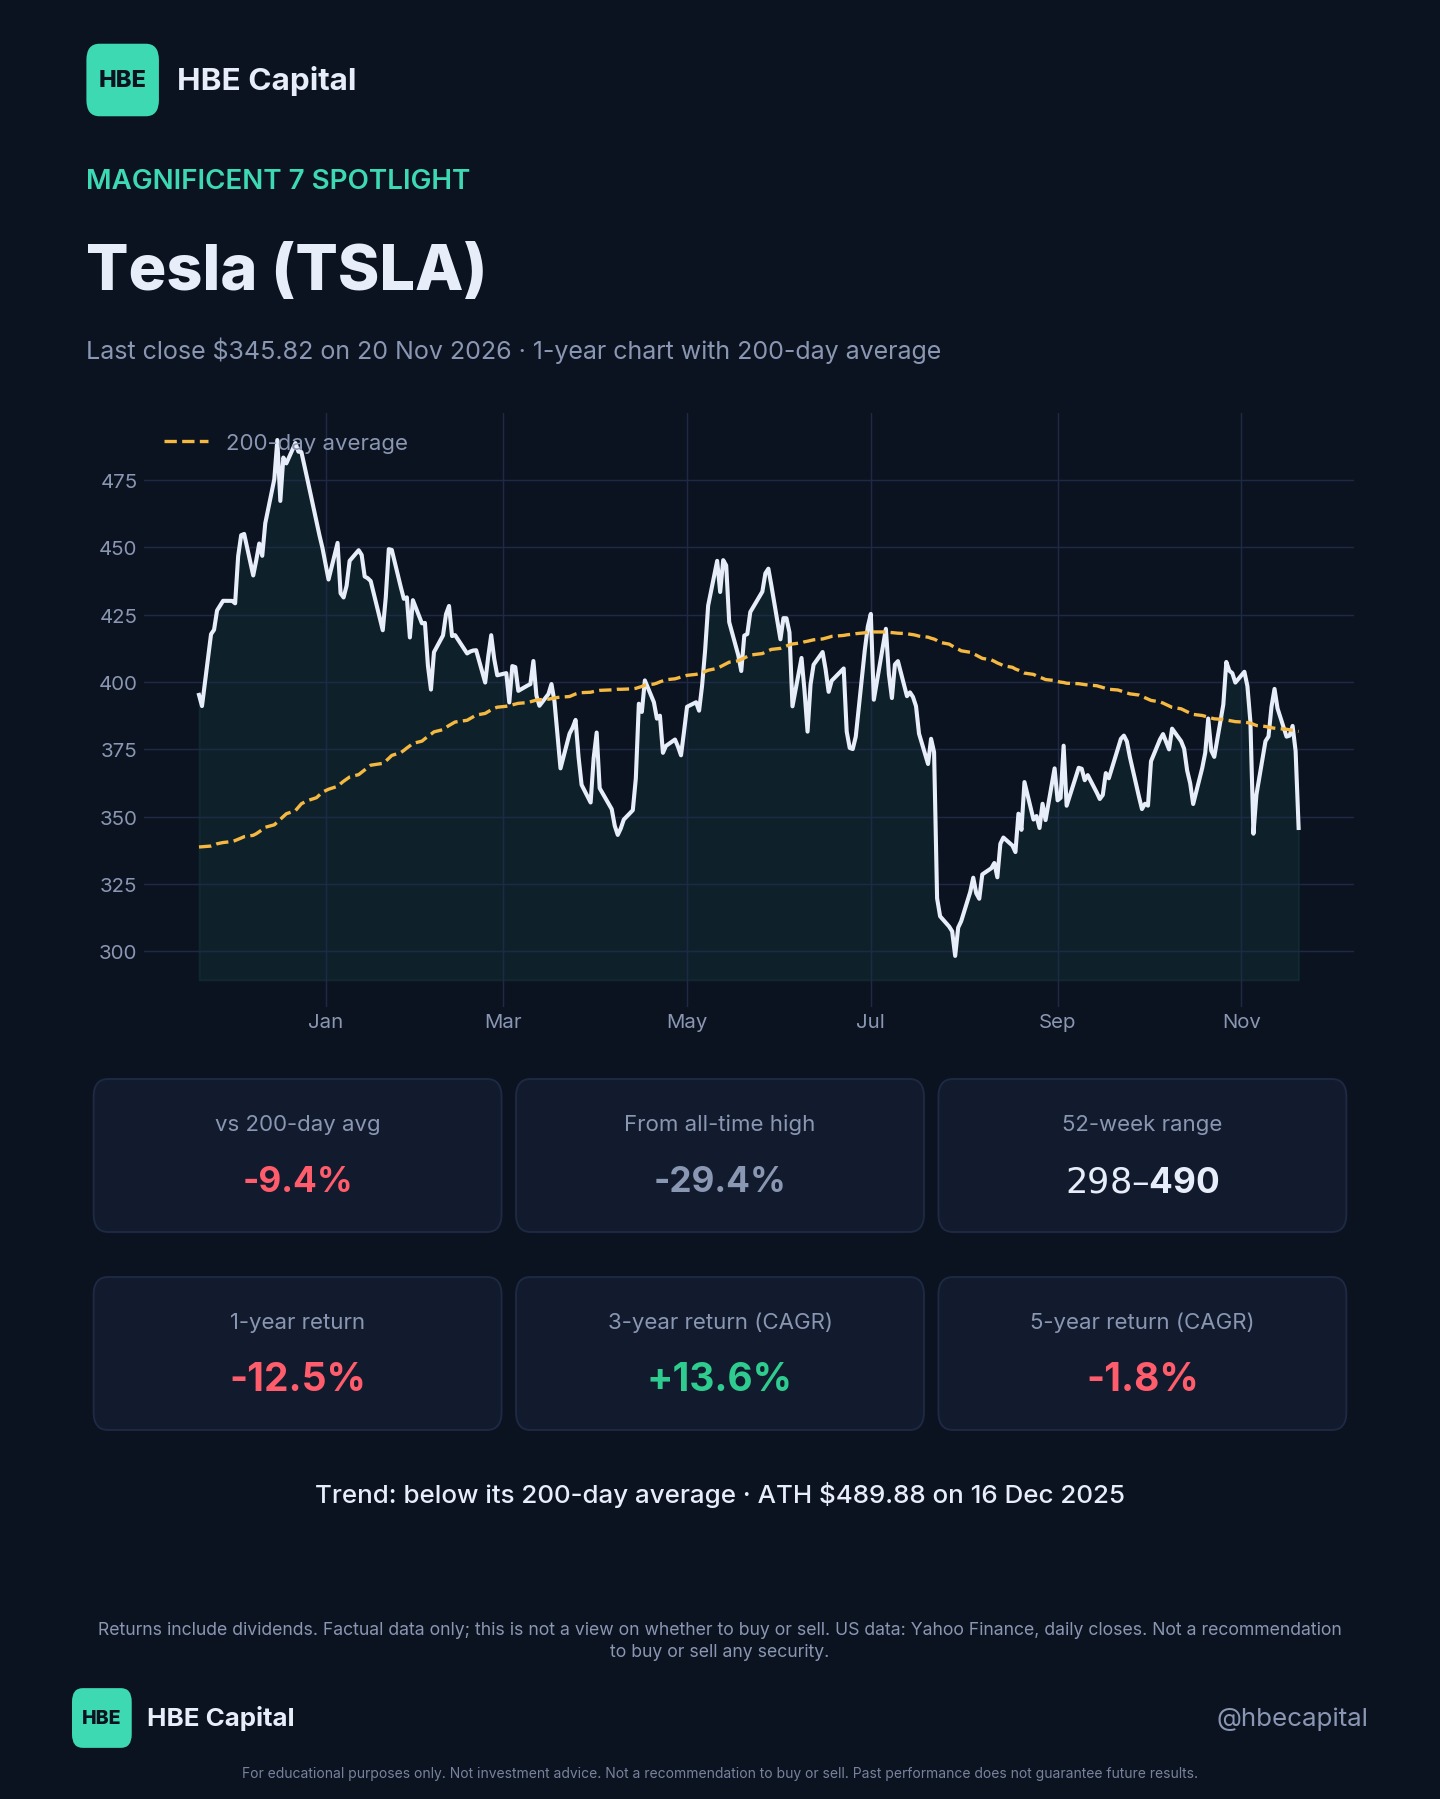 HBE
HBE Capital
MAGNIFICENT 7 SPOTLIGHT
Tesla (TSLA)
Last close $345.82 on 20 Nov 2026 · 1-year chart with 200-day average
200-day average
475
450
425
400
375
350
325
300
Jan Mar May Jul Sep Nov
vs 200-day avg
-9.4%
From all-time high
-29.4%
52-week range
298–490
1-year return
-12.5%
3-year return (CAGR)
+13.6%
5-year return (CAGR)
-1.8%
Trend: below its 200-day average · ATH $489.88 on 16 Dec 2025
Returns include dividends. Factual data only; this is not a view on whether to buy or sell. US data: Yahoo Finance, daily closes. Not a recommendation
to buy or sell any security.
HBE
HBE Capital
@hbecapital
For educational purposes only. Not investment advice. Not a recommendation to buy or sell. Past performance does not guarantee future results.